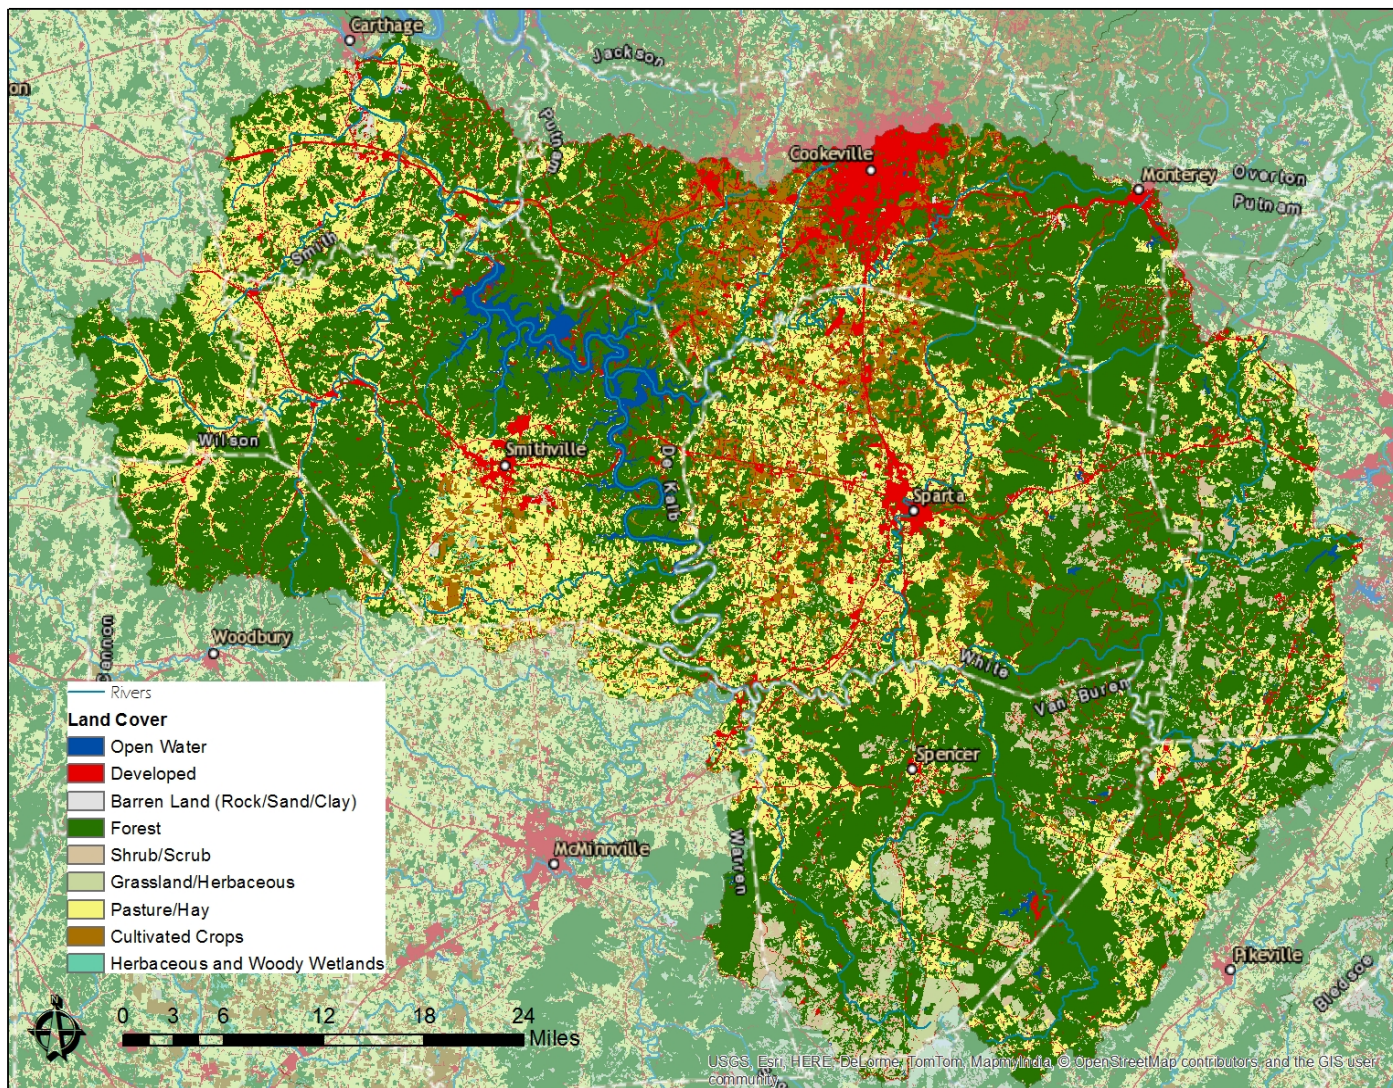 Carthage
Jackson
on
Putnam
Cookeville
Monterey
Overton
Putnam
Smith
Wilson
Smithville
De Kalb
Sparta
Cannon
Woodbury
White
Van Buren
Rivers
Land Cover
Open Water
Developed
Barren Land (Rock/Sand/Clay)
Forest
Shrub/Scrub
Grassland/Herbaceous
Pasture/Hay
Cultivated Crops
Herbaceous and Woody Wetlands
Spencer
McMinnville
Warren
Pikeville
Bledsoe
0 3 6 12 18 24
Miles
USGS, Esri, HERE, DeLorme, TomTom, MapmyIndia, © OpenStreetMap contributors, and the GIS user
community